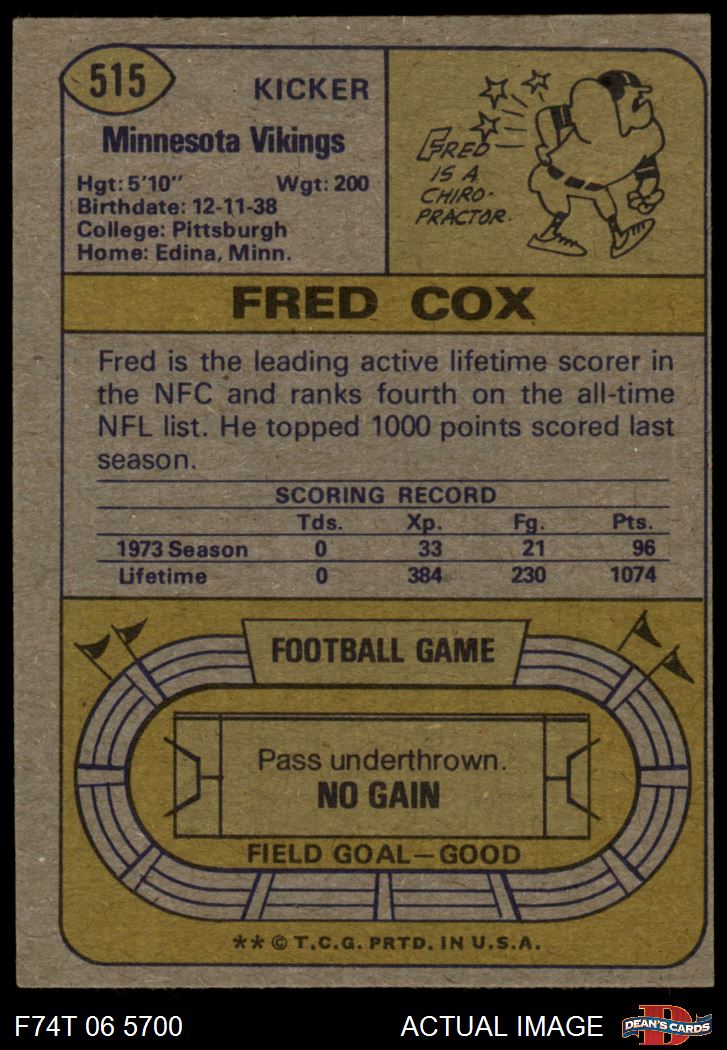 515
KICKER
Minnesota Vikings
Hgt: 5'10" Wgt: 200
Birthdate: 12-11-38
College: Pittsburgh
Home: Edina, Minn.
FRED
IS A
CHIRO-
PRACTOR.
FRED COX
Fred is the leading active lifetime scorer in
the NFC and ranks fourth on the all-time
NFL list. He topped 1000 points scored last
season.
SCORING RECORD
Tds. Xp. Fg. Pts.
1973 Season 0 33 21 96
Lifetime 0 384 230 1074
FOOTBALL GAME
Pass underthrown.
NO GAIN
FIELD GOAL—GOOD
** © T.C.G. PRTD. IN U.S.A.
F74T 06 5700 ACTUAL IMAGE
D
DEAN'S CARDS